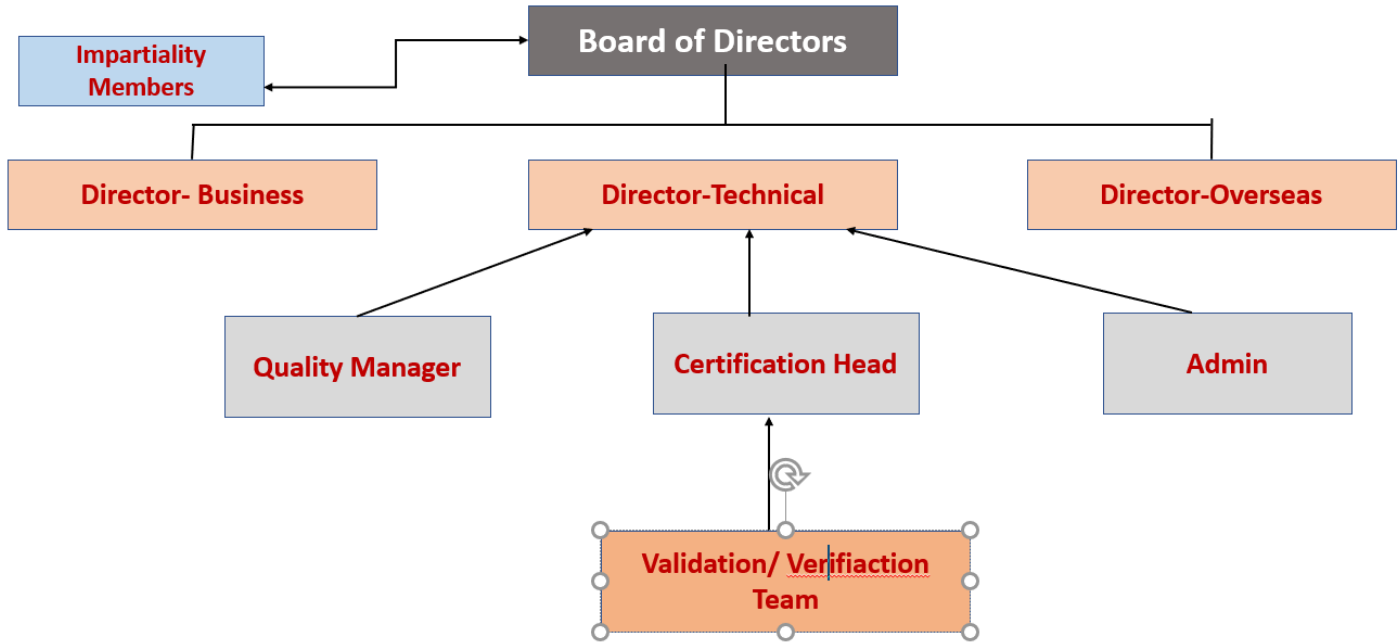 Board of Directors
Impartiality
Members
Director- Business
Director-Technical
Director-Overseas
Quality Manager
Certification Head
Admin
Validation/ Verifiaction
Team